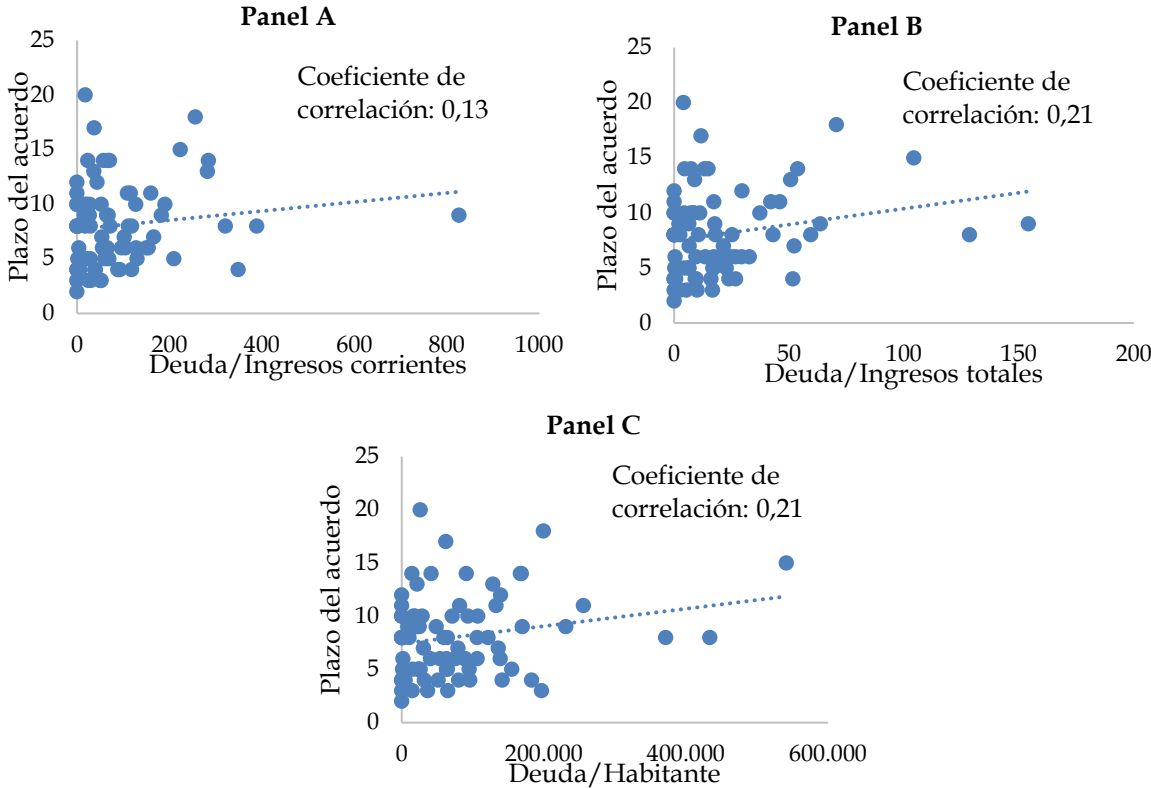 Panel A
25
20
15
10
5
0
Plazo del acuerdo
Coeficiente de
correlación: 0,13
0 200 400 600 800 1000
Deuda/Ingresos corrientes
Panel B
25
20
15
10
5
0
Plazo del acuerdo
Coeficiente de
correlación: 0,21
0 50 100 150 200
Deuda/Ingresos totales
Panel C
25
20
15
10
5
0
Plazo del acuerdo
Coeficiente de
correlación: 0,21
0 200.000 400.000 600.000
Deuda/Habitante